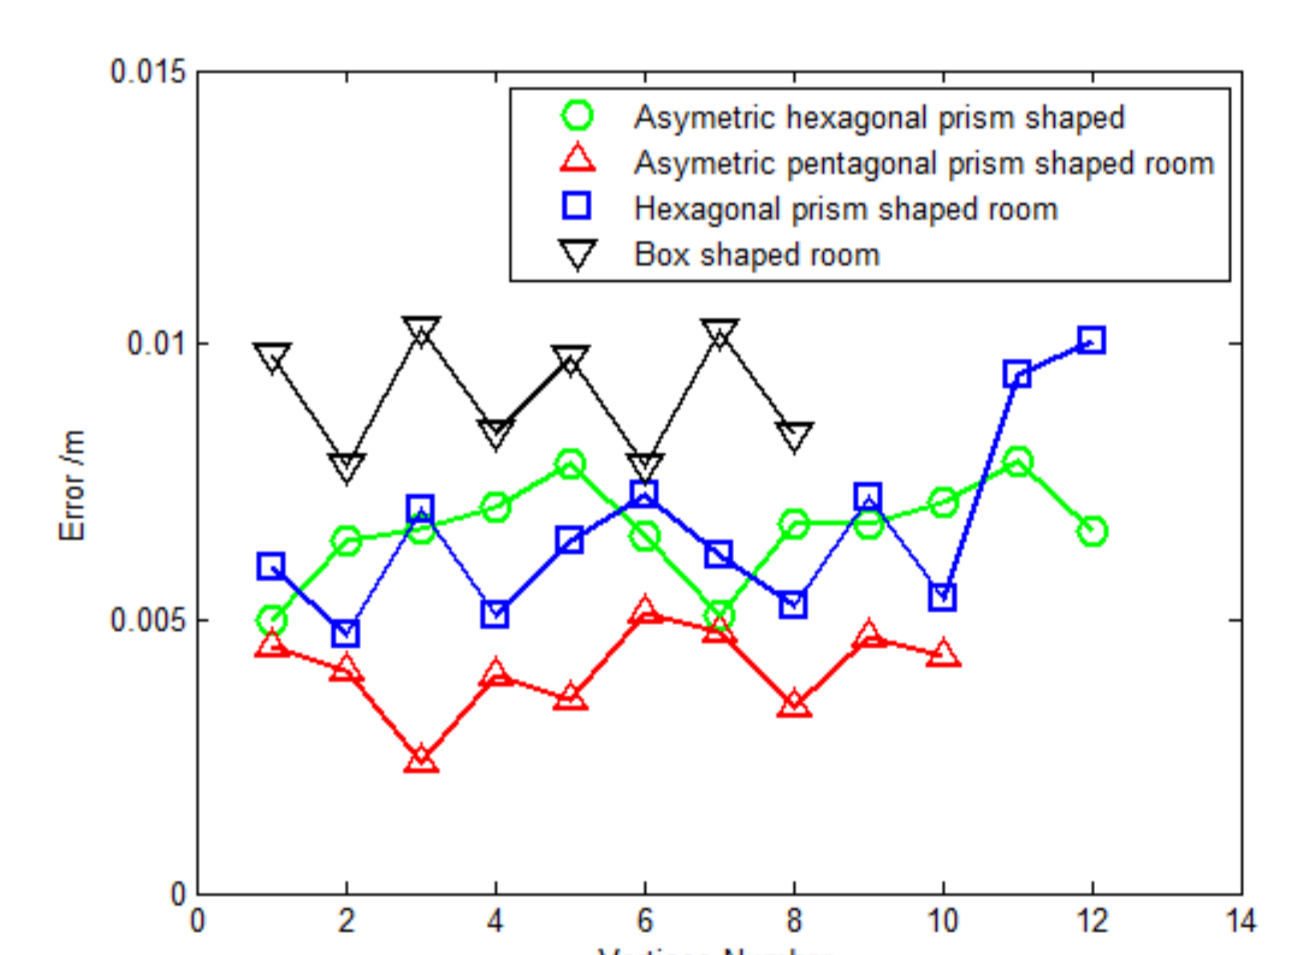 0.015
Asymetric hexagonal prism shaped
Asymetric pentagonal prism shaped room
Hexagonal prism shaped room
Box shaped room
0.01
Error /m
0.005
0
0 2 4 6 8 10 12 14